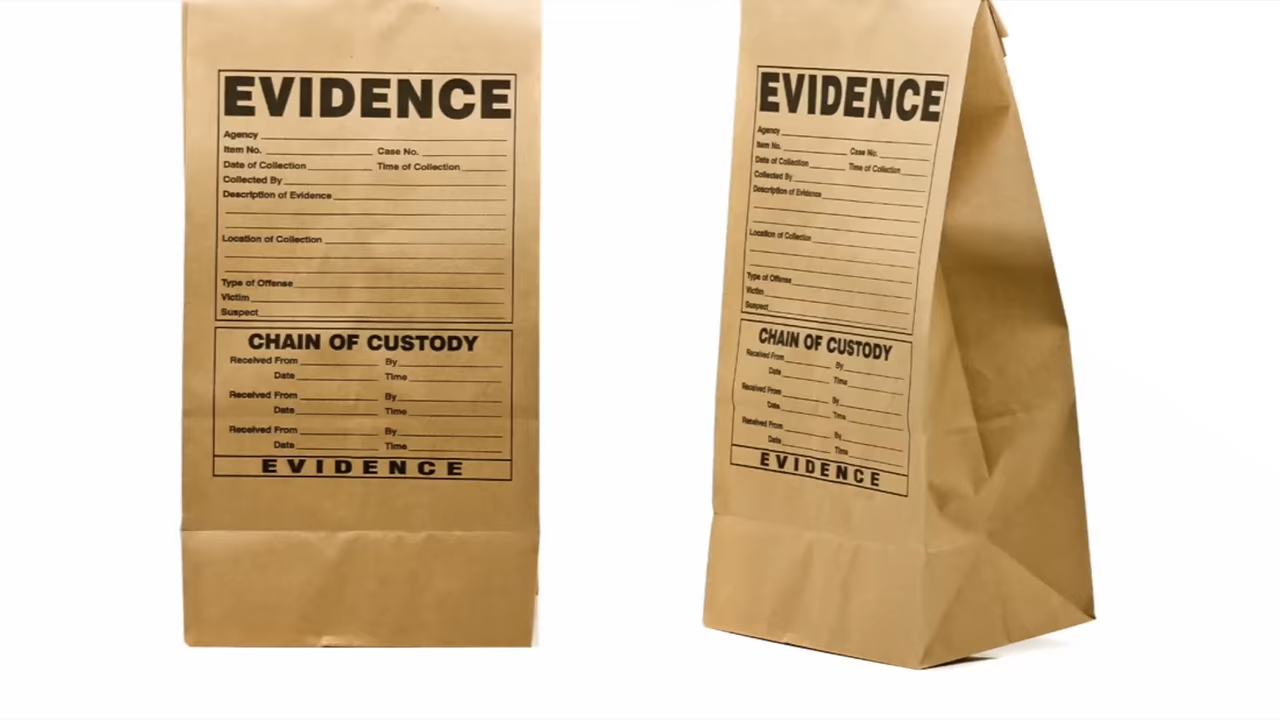 EVIDENCE
Agency
Item No. Case No.
Date of Collection Time of Collection
Collected By
Description of Evidence
Location of Collection
Type of Offense
Victim
Suspect
CHAIN OF CUSTODY
Received From By
Date Time
Received From By
Date Time
Received From By
Date Time
EVIDENCE
EVIDENCE
Agency
Item No. Case No.
Date of Collection Time of Collection
Collected By
Description of Evidence
Location of Collection
Type of Offense
Victim
Suspect
CHAIN OF CUSTODY
Received From By
Date Time
Received From By
Date Time
Received From By
Date Time
EVIDENCE